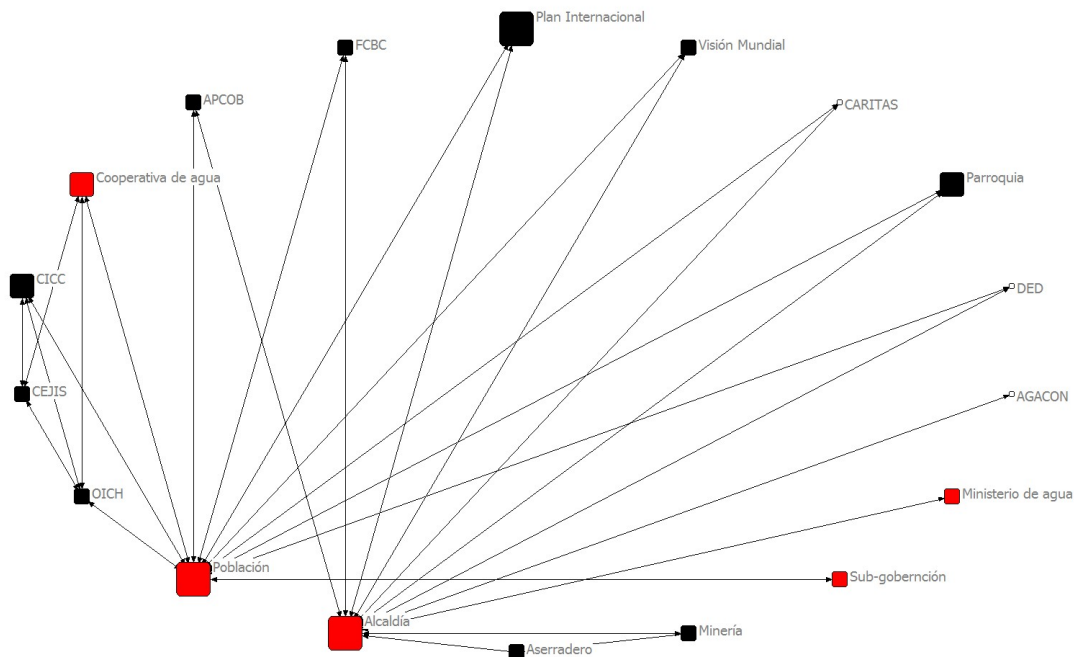 Plan Internacional
FCBC
Visión Mundial
APCOB
CARITAS
Cooperativa de agua
Parroquia
CICC
DED
CEJIS
AGACON
OICH
Ministerio de agua
Población
Sub-gobernción
Alcaldía
Minería
Aserradero